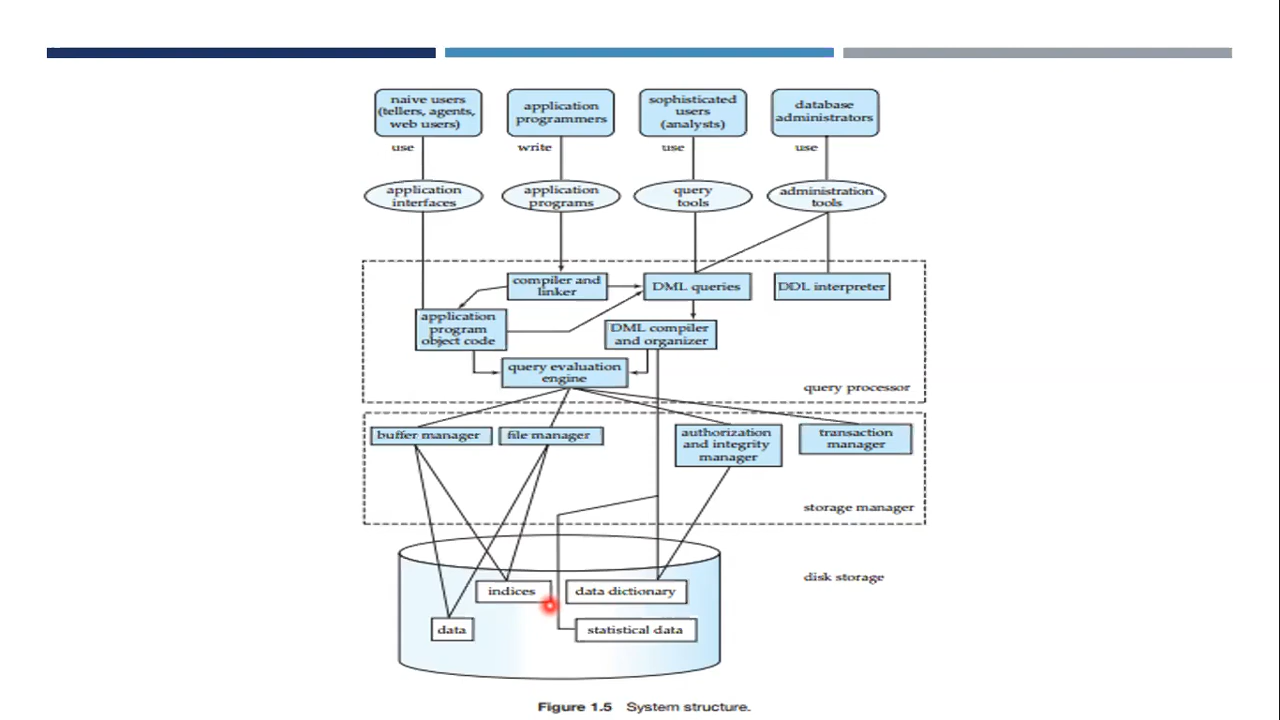 naive users
(tellers, agents,
web users)
application
programmers
sophisticated
users
(analysts)
database
administrators
use
write
use
use
application
interfaces
application
programs
query
tools
administration
tools
compiler and
linker
DML queries
DDL interpreter
application
program
object code
DML compiler
and organizer
query evaluation
engine
query processor
buffer manager
file manager
authorization
and integrity
manager
transaction
manager
storage manager
disk storage
indices
data dictionary
data
statistical data
Figure 1.5 System structure.